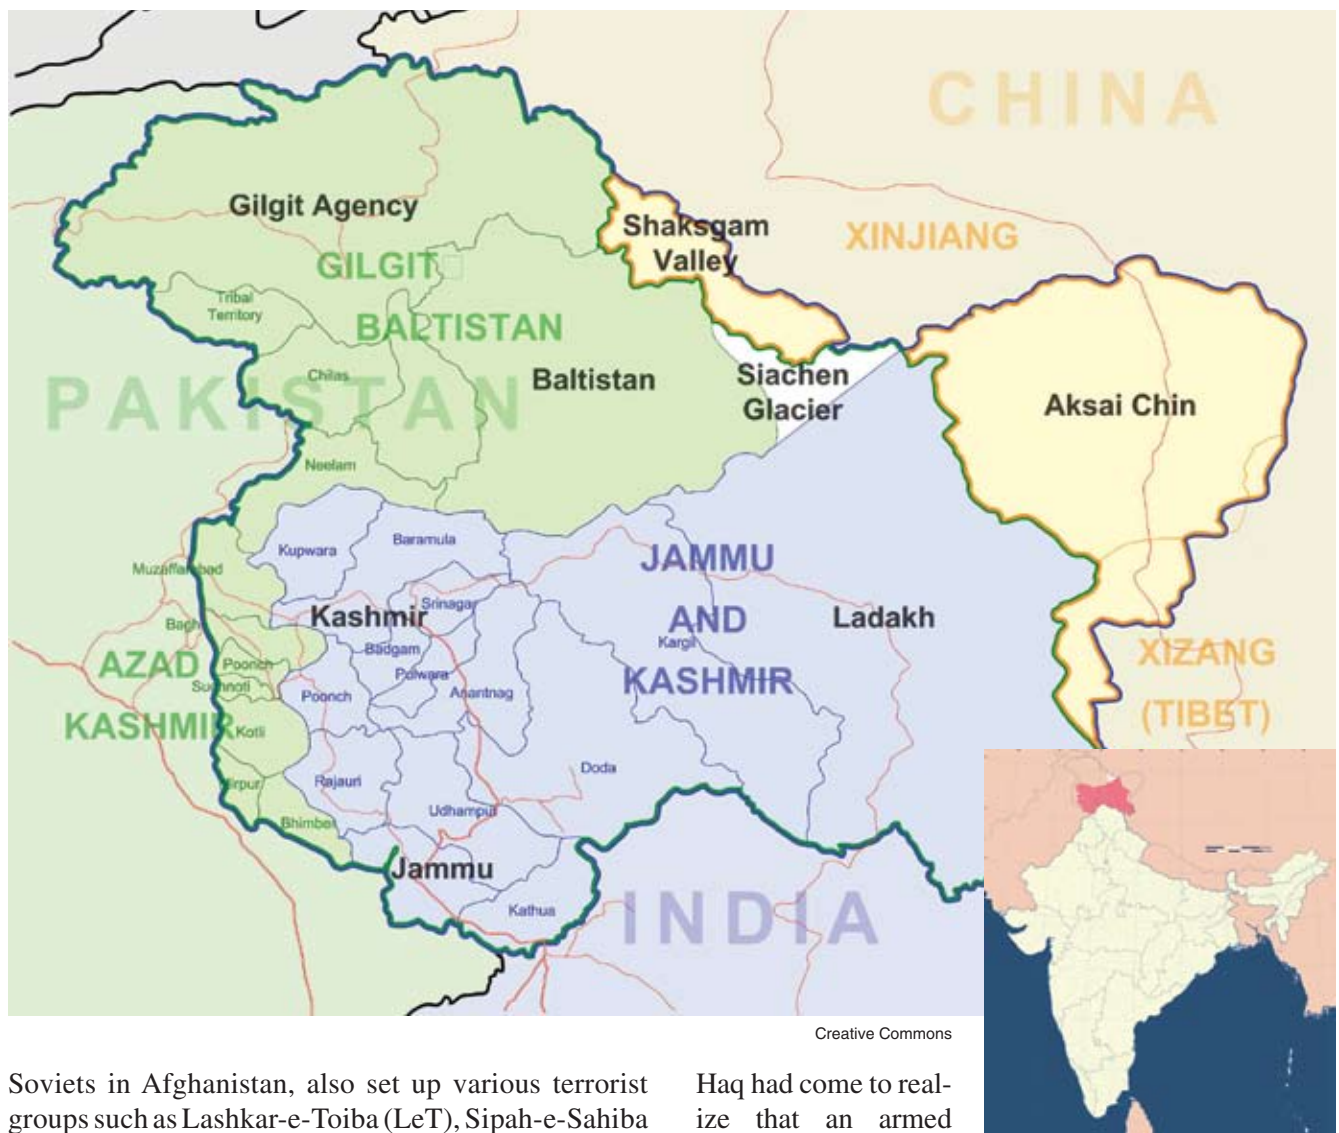 CHINA
Gilgit Agency
Shaksgam
Valley
XINJIANG
GILGIT
Tribal
Territory
BALTISTAN
Chilas
Baltistan
Siachen
Glacier
PAKISTAN
Aksai Chin
Neelam
Kupwara
Baramula
JAMMU
AND
KASHMIR
Muzaffarabad
Kashmir
Srinagar
Ladakh
Bagh
Badgam
Kargil
AZAD
KASHMIR
Poonch
Pulwara
XIZANG
(TIBET)
Sudhnoti
Poonch
Anantnag
Kotli
Mirpur
Rajauri
Doda
Bhimber
Udhampur
Jammu
Kathua
INDIA
Creative Commons
Soviets in Afghanistan, also set up various terrorist
groups such as Lashkar-e-Toiba (LeT), Sipah-e-Sahiba
Haq had come to real-
ize that an armed